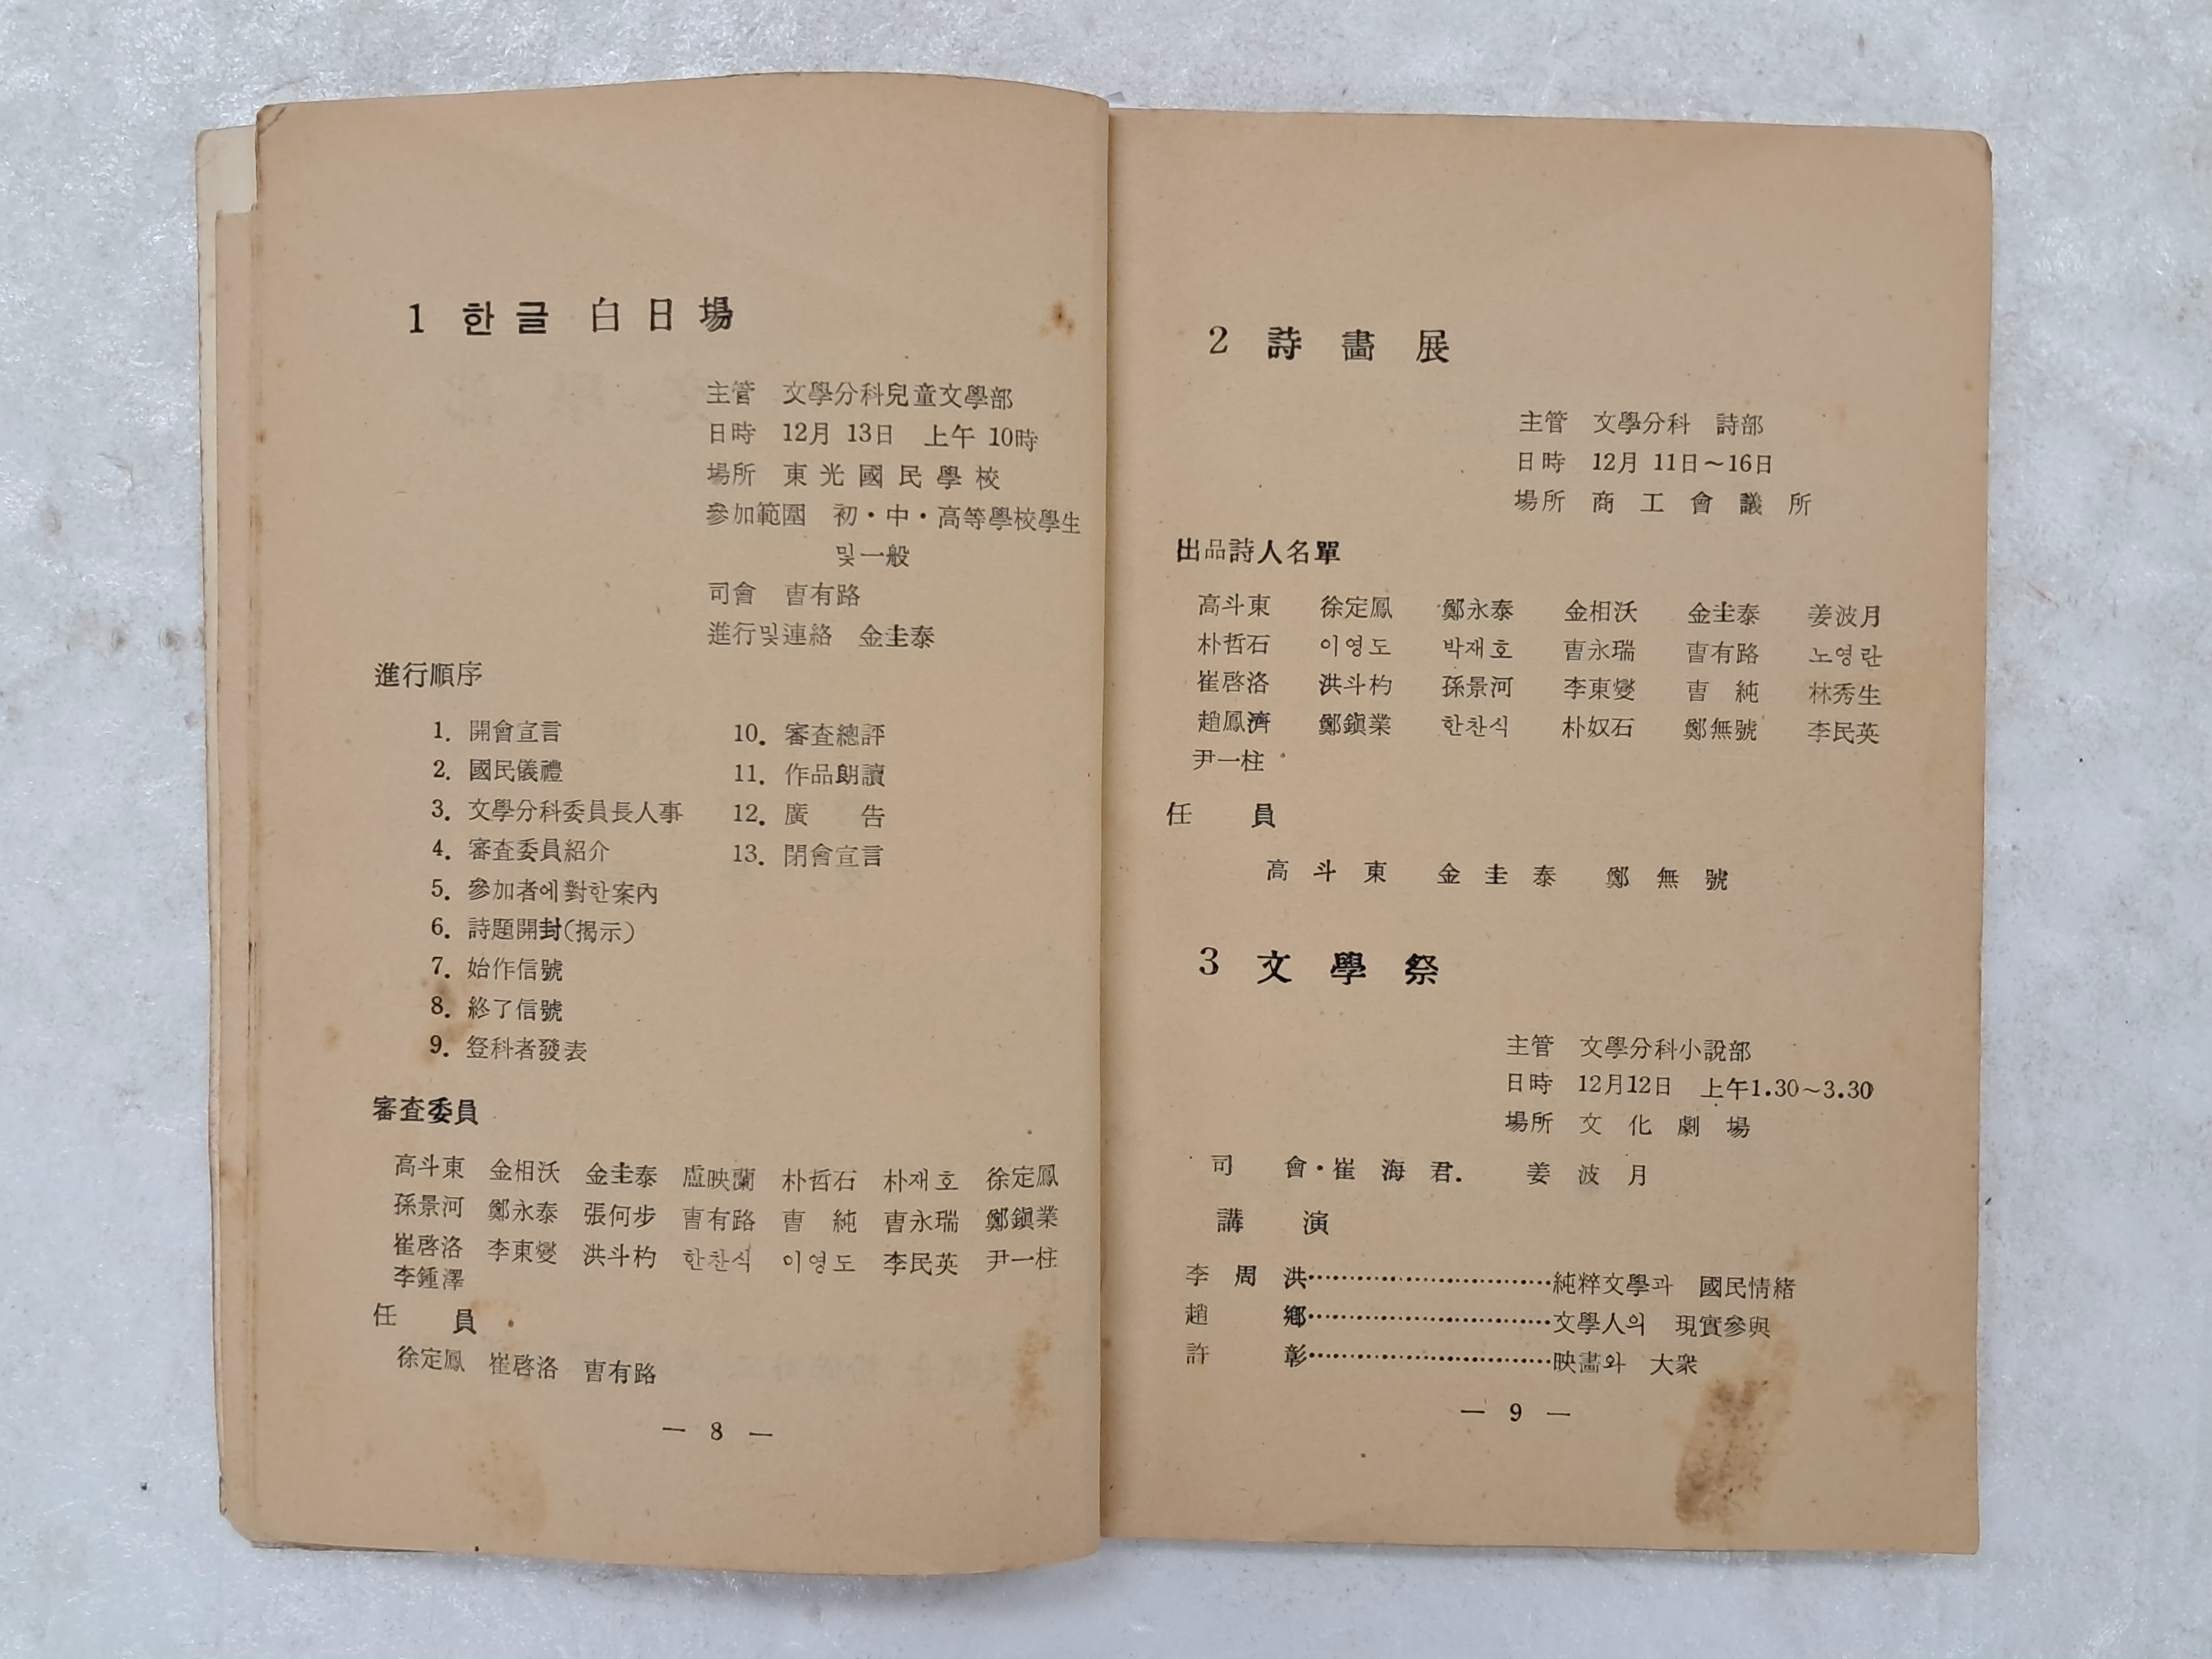 1 한글 白日場
主管 文學分科兒童文學部
日時 12月 13日 上午 10時
場所 東光國民學校
參加範圍 初·中·高等學校學生
및一般
司會 曺有路
進行및連絡 金圭泰
進行順序
1. 開會宣言
2. 國民儀禮
3. 文學分科委員長人事
4. 審査委員紹介
5. 參加者에對한案內
6. 詩題開封(揭示)
7. 始作信號
8. 終了信號
9. 登科者發表
10. 審査總評
11. 作品朗讀
12. 廣告
13. 閉會宣言
審査委員
高斗東 金相沃 金圭泰 盧映蘭 朴哲石 朴재호 徐定鳳
孫景河 鄭永泰 張何步 曺有路 曺純 曺永瑞 鄭鎭業
崔啓洛 李東燮 洪斗杓 한찬식 이영도 李民英 尹一柱
李鍾澤
任員
徐定鳳 崔啓洛 曺有路
— 8 —
2 詩畵展
主管 文學分科 詩部
日時 12月 11日~16日
場所 商工會議所
出品詩人名單
高斗東 徐定鳳 鄭永泰 金相沃 金圭泰 姜波月
朴哲石 이영도 박재호 曺永瑞 曺有路 노영란
崔啓洛 洪斗杓 孫景河 李東燮 曺純 林秀生
趙鳳濟 鄭鎭業 한찬식 朴奴石 鄭無號 李民英
尹一柱
任員
高斗東 金圭泰 鄭無號
3 文學祭
主管 文學分科小說部
日時 12月12日 上午1.30~3.30
場所 文化劇場
司會·崔海君. 姜波月
講演
李周洪……………………………純粹文學과 國民情緖
趙鄕……………………………文學人의 現實參與
許彰……………………………映畵와 大衆
— 9 —